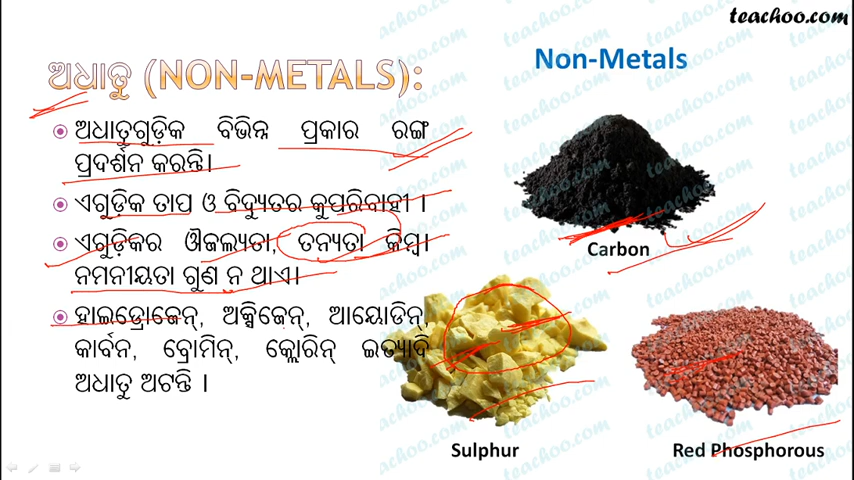 teachoo.com
ଅଧାତୁ (NON-METALS):
Non-Metals
ଅଧାତୁଗୁଡ଼ିକ ବିଭିନ୍ନ ପ୍ରକାର ରଙ୍ଗ
ପ୍ରଦର୍ଶନ କରନ୍ତି।
ଏଗୁଡ଼ିକ ତାପ ଓ ବିଦ୍ୟୁତର କୁପରିବାହୀ ।
ଏଗୁଡ଼ିକର ଔଜଲ୍ୟତା, ତନ୍ୟତା କିମ୍ବା
ନମନୀୟତା ଗୁଣ ନ ଥାଏ।
ହାଇଡ୍ରୋଜେନ୍, ଅକ୍ସିଜେନ୍, ଆୟୋଡିନ୍,
କାର୍ବନ, ବ୍ରୋମିନ୍, କ୍ଲୋରିନ୍ ଇତ୍ୟାଦି
ଅଧାତୁ ଅଟନ୍ତି ।
Carbon
Sulphur
Red Phosphorous